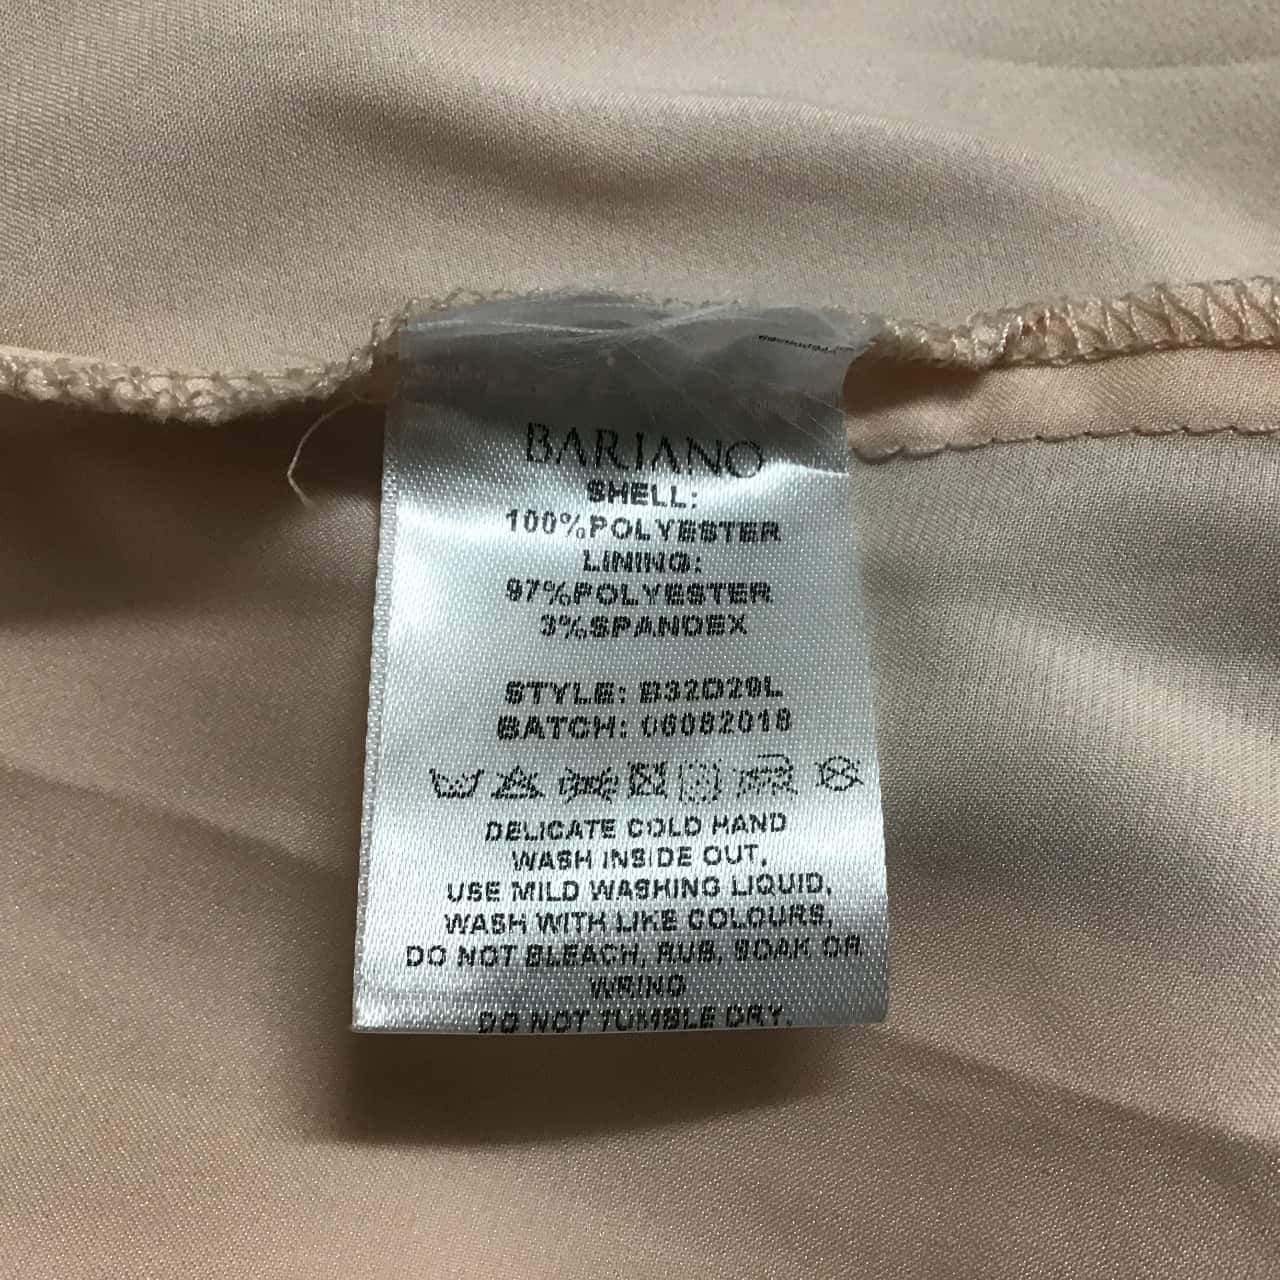 BARIANO
SHELL:
100%POLYESTER
LINING:
97%POLYESTER
3%SPANDEX
STYLE: B32D29L
BATCH: 06082018
DELICATE COLD HAND
WASH INSIDE OUT.
USE MILD WASHING LIQUID.
WASH WITH LIKE COLOURS.
DO NOT BLEACH, RUB, SOAK OR
WRING
DO NOT TUMBLE DRY.